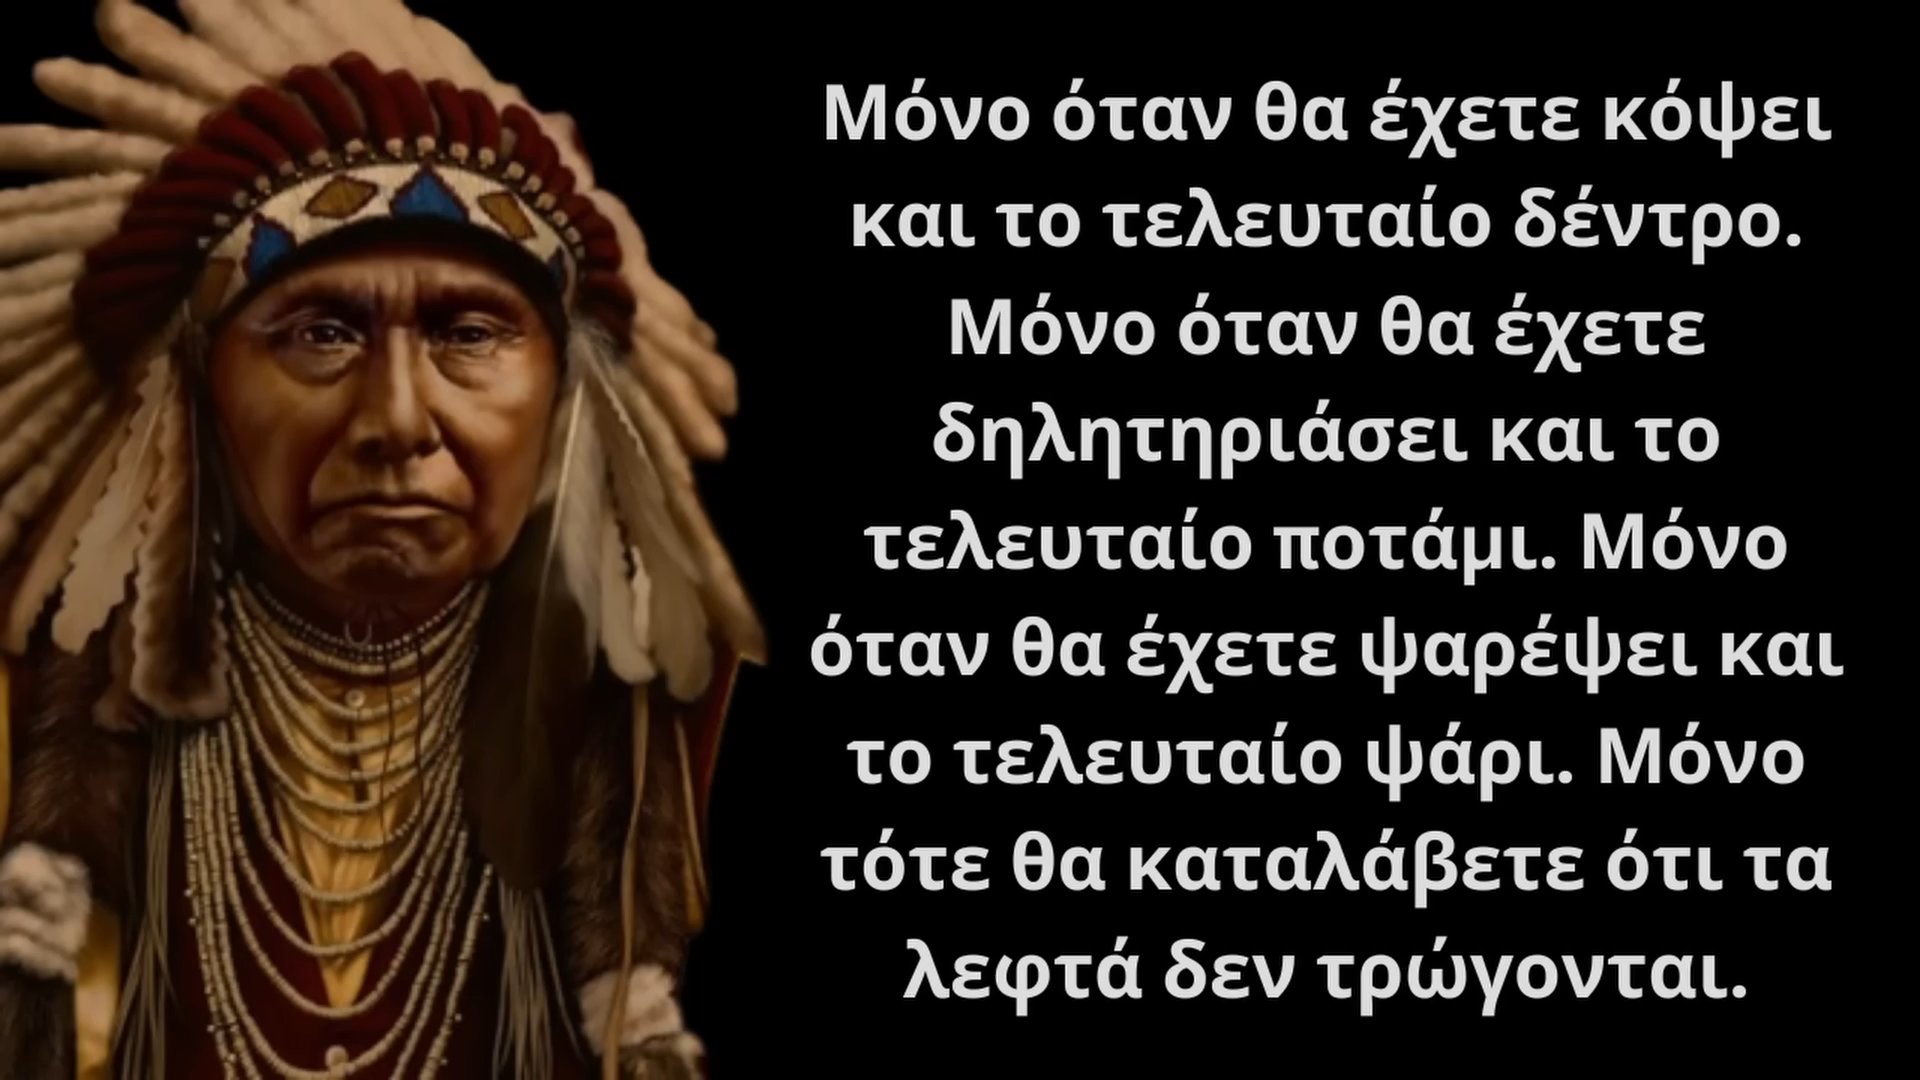 Μόνο όταν θα έχετε κόψει
και το τελευταίο δέντρο.
Μόνο όταν θα έχετε
δηλητηριάσει και το
τελευταίο ποτάμι. Μόνο
όταν θα έχετε ψαρέψει και
το τελευταίο ψάρι. Μόνο
τότε θα καταλάβετε ότι τα
λεφτά δεν τρώγονται.